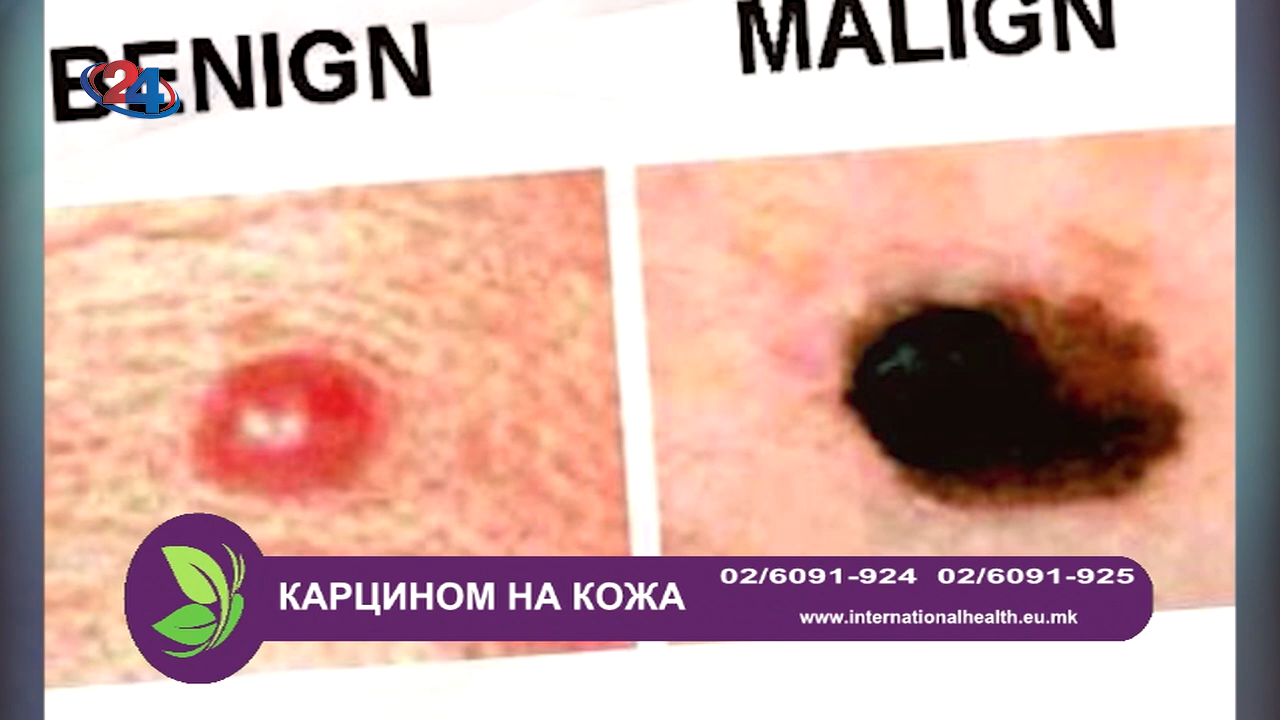 BENIGN
MALIGN
24
КАРЦИНОМ НА КОЖА
02/6091-924 02/6091-925
www.internationalhealth.eu.mk